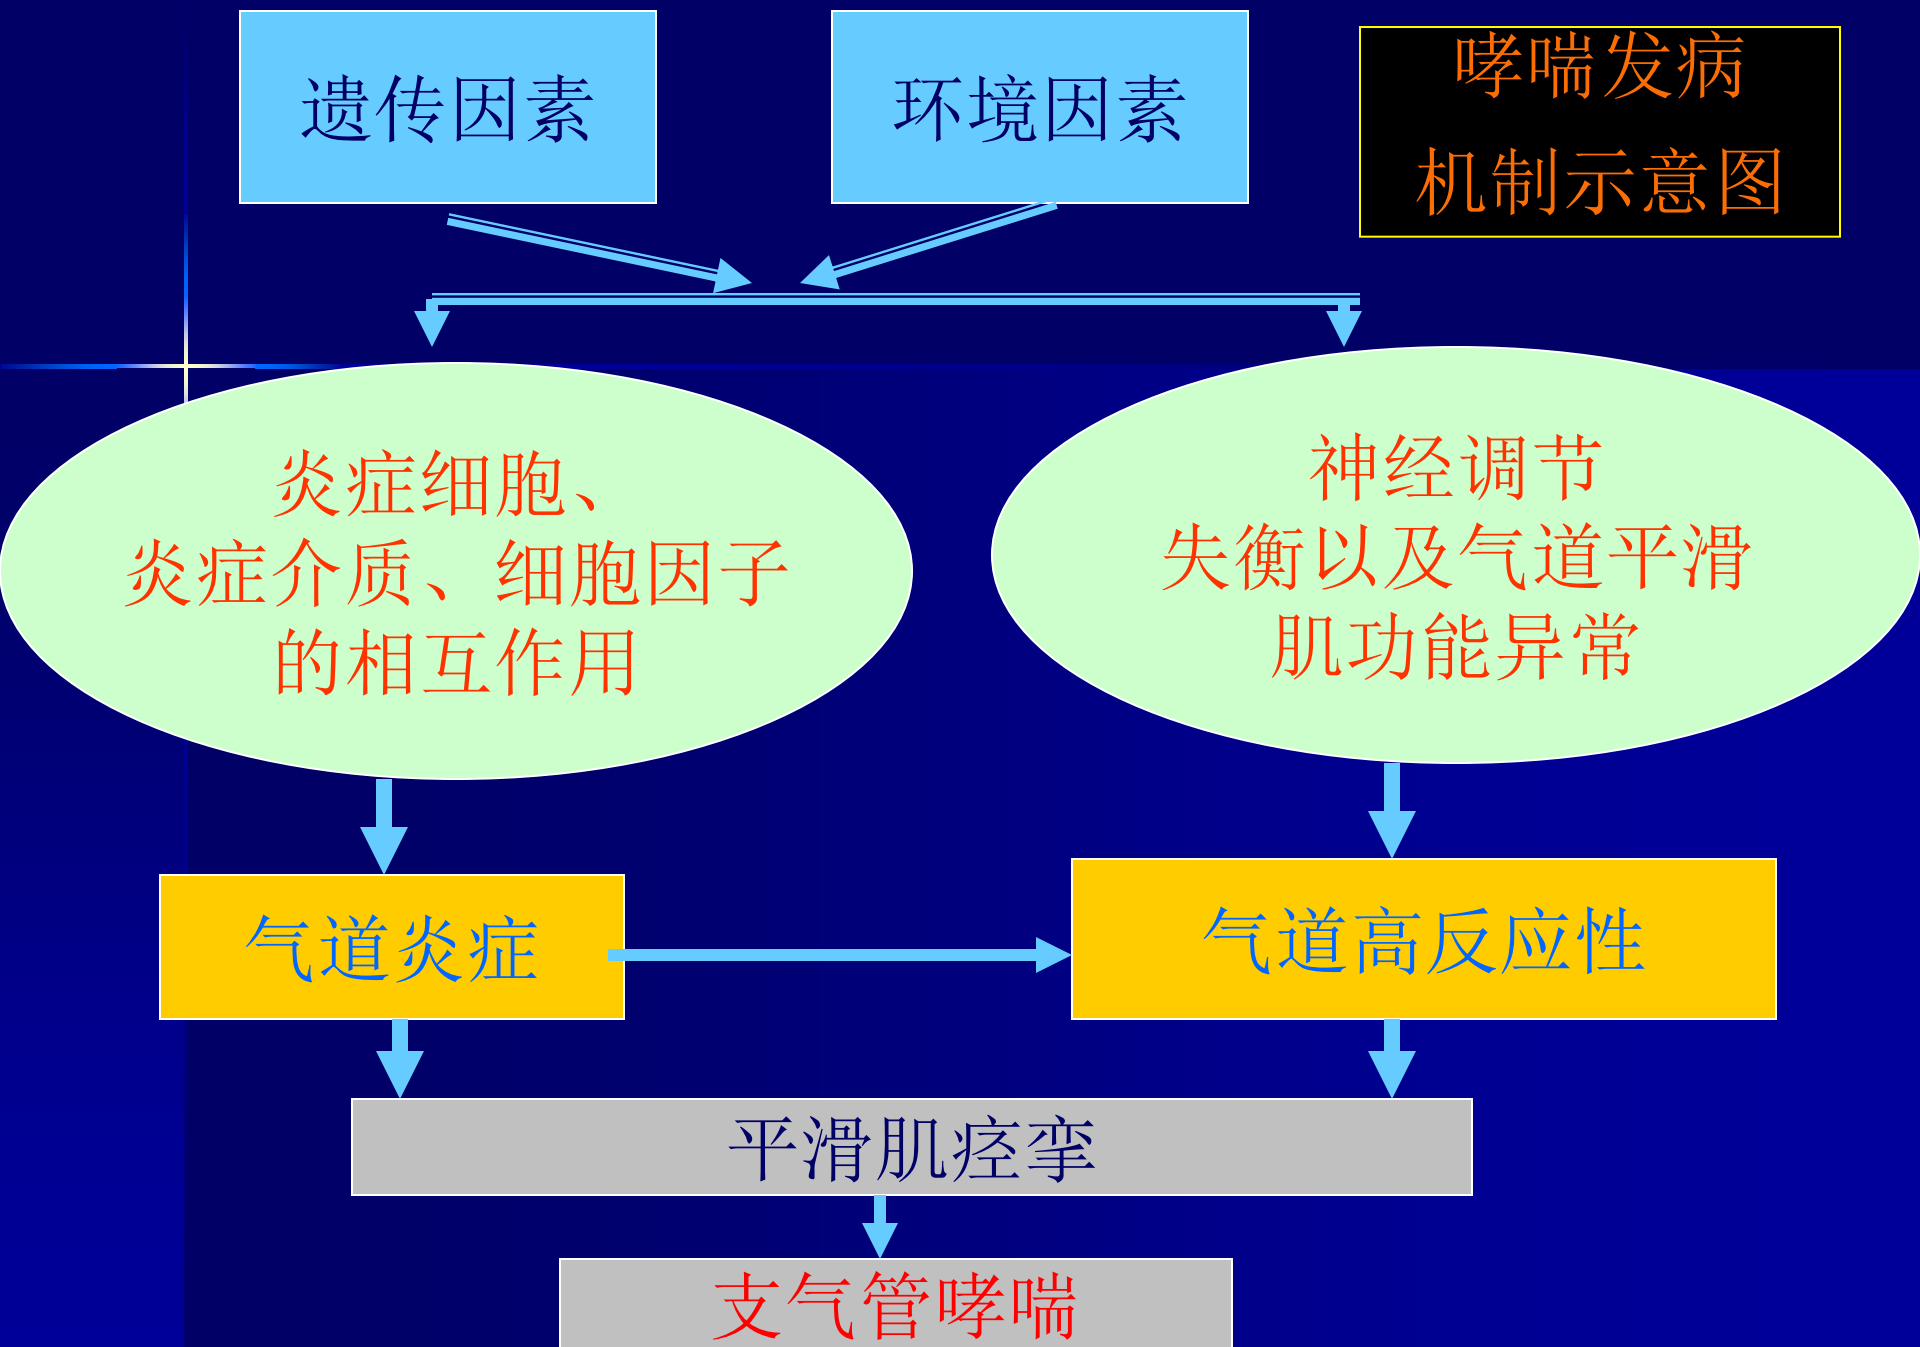 遗传因素
环境因素
哮喘发病
机制示意图
炎症细胞、
炎症介质、细胞因子
的相互作用
神经调节
失衡以及气道平滑
肌功能异常
气道炎症
气道高反应性
平滑肌痉挛
支气管哮喘